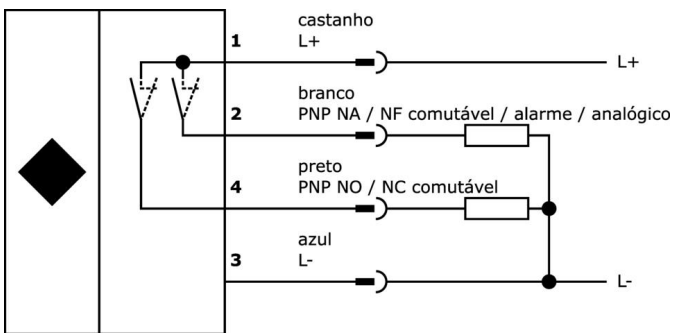 castanho
1 L+
L+
branco
2 PNP NA / NF comutável / alarme / analógico
preto
4 PNP NO / NC comutável
azul
3 L-
L-